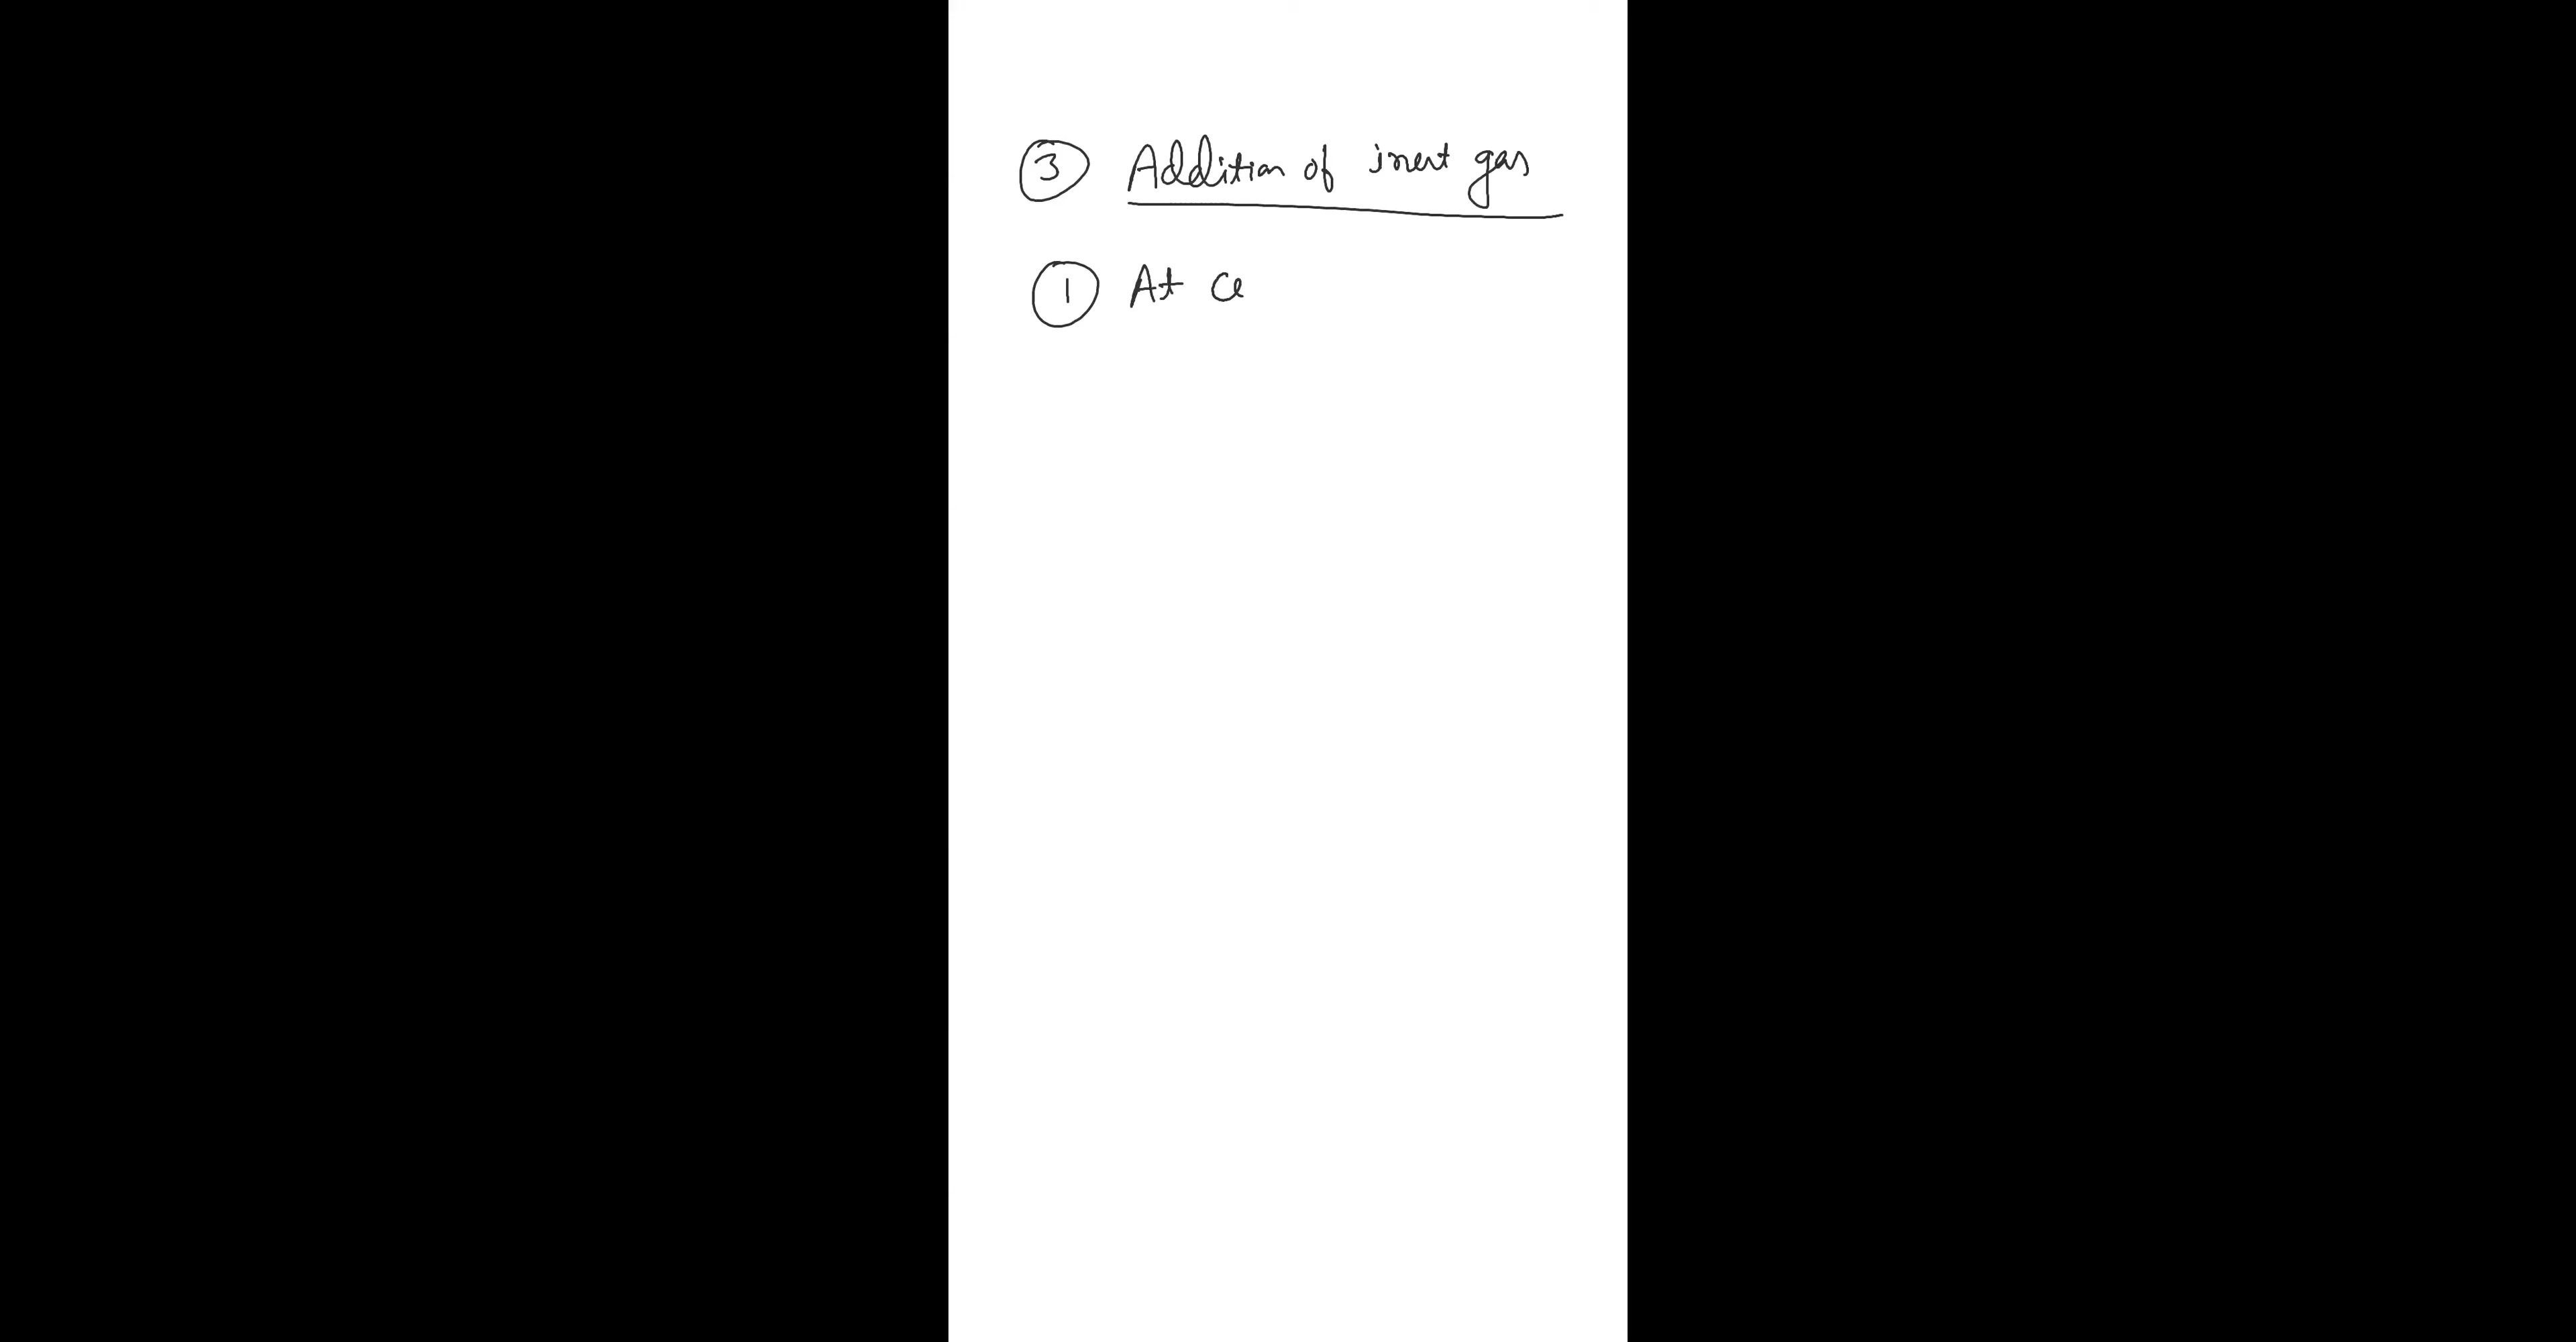 ③ Addition of inert gas
① At c